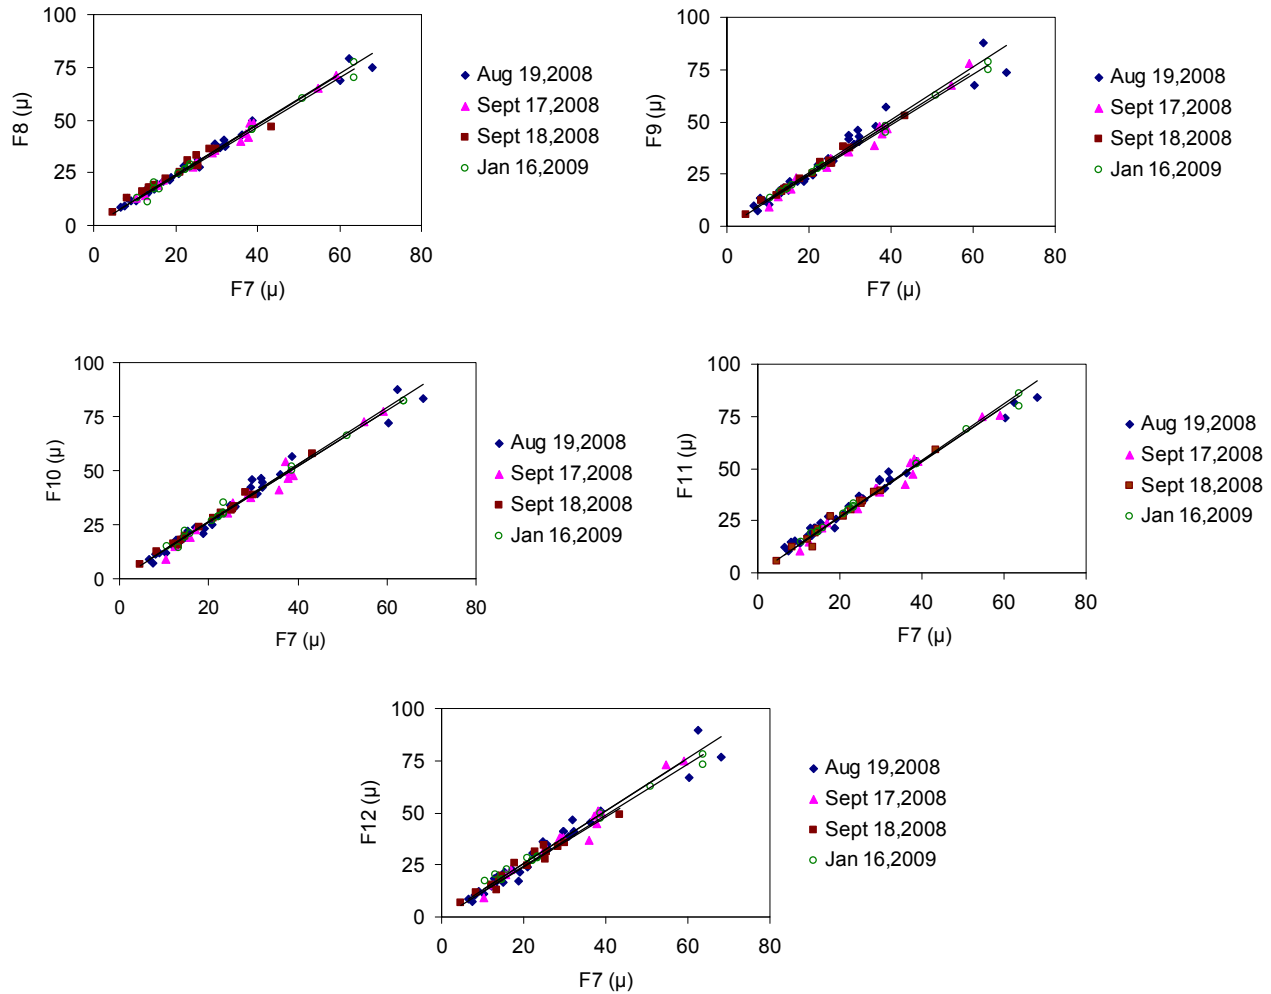 100
75
50
25
0
0 20 40 60 80
F8 (µ)
F7 (µ)
Aug 19,2008
Sept 17,2008
Sept 18,2008
Jan 16,2009
100
75
50
25
0
0 20 40 60 80
F9 (µ)
F7 (µ)
Aug 19,2008
Sept 17,2008
Sept 18,2008
Jan 16,2009
100
75
50
25
0
0 20 40 60 80
F10 (µ)
F7 (µ)
Aug 19,2008
Sept 17,2008
Sept 18,2008
Jan 16,2009
100
75
50
25
0
0 20 40 60 80
F11 (µ)
F7 (µ)
Aug 19,2008
Sept 17,2008
Sept 18,2008
Jan 16,2009
100
75
50
25
0
0 20 40 60 80
F12 (µ)
F7 (µ)
Aug 19,2008
Sept 17,2008
Sept 18,2008
Jan 16,2009